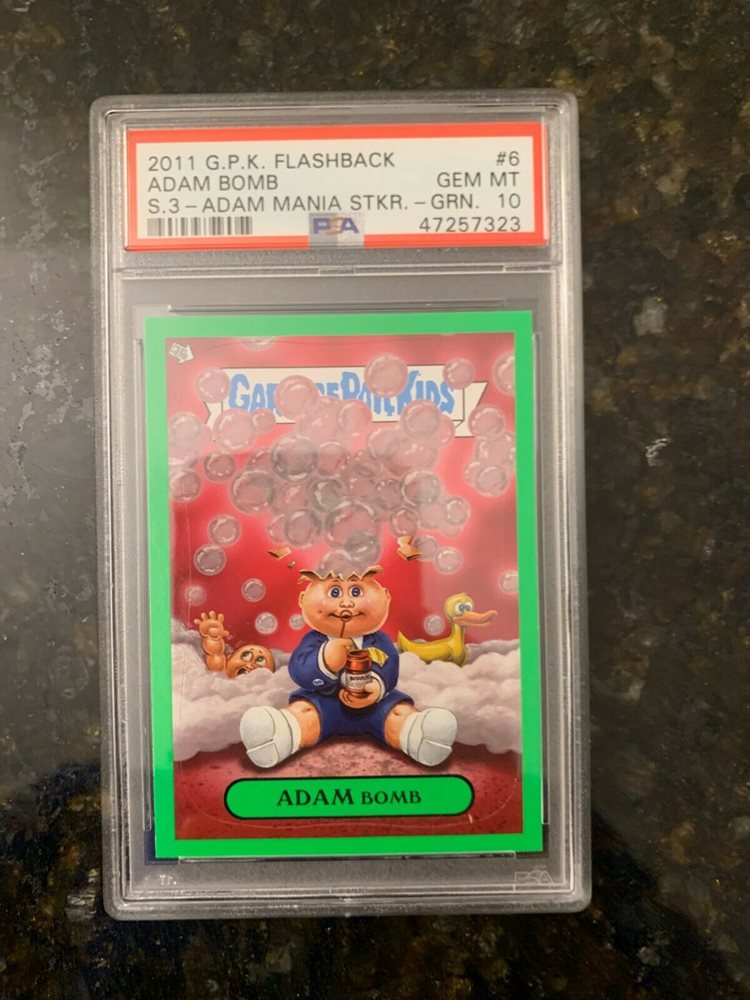 2011 G.P.K. FLASHBACK #6
ADAM BOMB GEM MT
S.3 - ADAM MANIA STKR. - GRN. 10
PSA 47257323
GARBAGE PAIL KIDS
ADAM BOMB
PSA